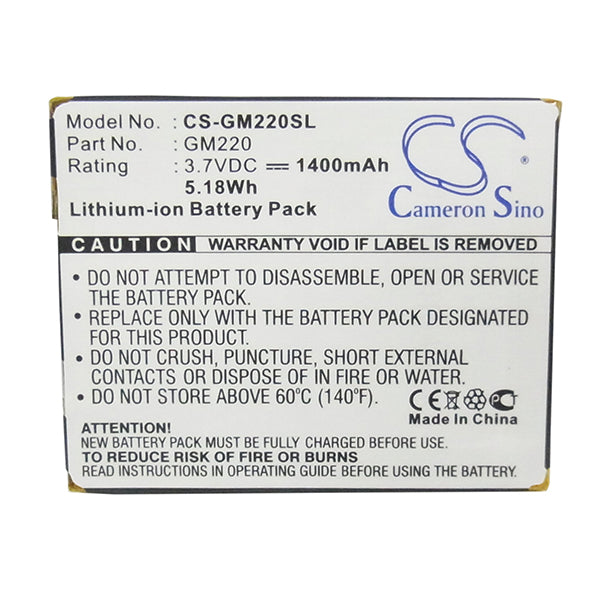 Model No. : CS-GM220SL
Part No. : GM220
Rating : 3.7VDC ⎓ 1400mAh
5.18Wh
Lithium-ion Battery Pack
CS
Cameron Sino
®
CAUTION WARRANTY VOID IF LABEL IS REMOVED
• DO NOT ATTEMPT TO DISASSEMBLE, OPEN OR SERVICE
THE BATTERY PACK.
• REPLACE ONLY WITH THE BATTERY PACK DESIGNATED
FOR THIS PRODUCT.
• DO NOT CRUSH, PUNCTURE, SHORT EXTERNAL
CONTACTS OR DISPOSE OF IN FIRE OR WATER.
• DO NOT STORE ABOVE 60°C (140°F).
CE
Made In China
ATTENTION!
NEW BATTERY PACK MUST BE FULLY CHARGED BEFORE USE.
TO REDUCE RISK OF FIRE OR BURNS
READ INSTRUCTIONS IN OPERATING GUIDE BEFORE USING THE BATTERY.